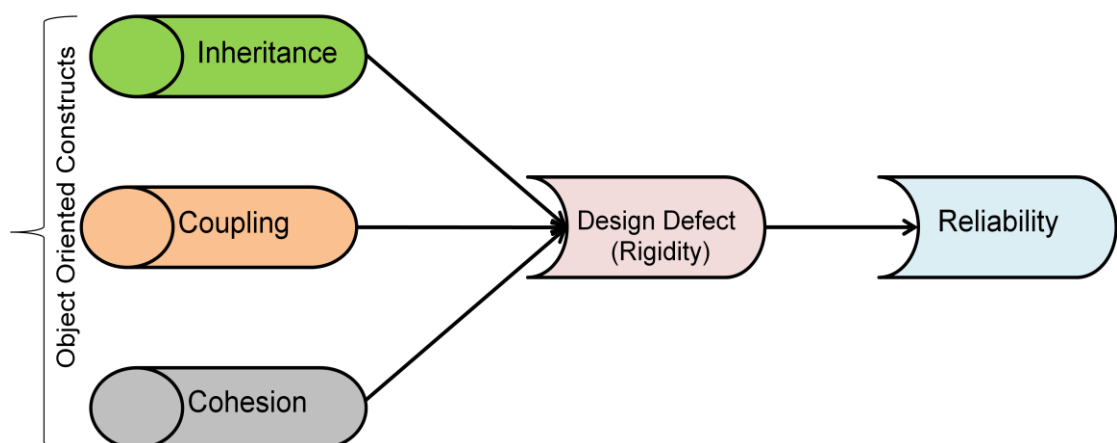 Object Oriented Constructs
Inheritance
Coupling
Cohesion
Design Defect
(Rigidity)
Reliability